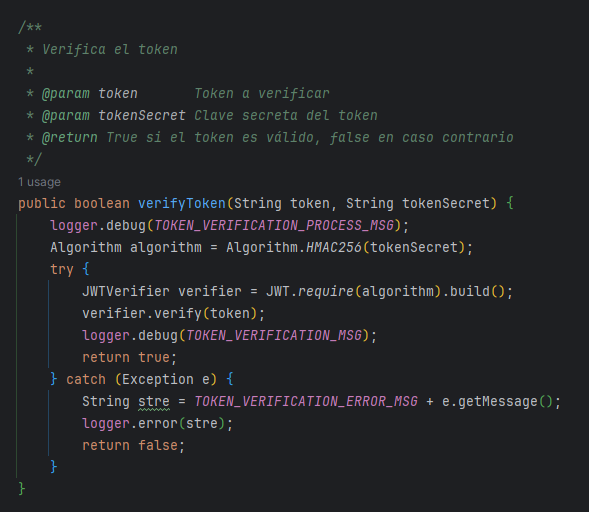 /**
 * Verifica el token
 *
 * @param token       Token a verificar
 * @param tokenSecret Clave secreta del token
 * @return True si el token es válido, false en caso contrario
 */
1 usage
public boolean verifyToken(String token, String tokenSecret) {
    logger.debug(TOKEN_VERIFICATION_PROCESS_MSG);
    Algorithm algorithm = Algorithm.HMAC256(tokenSecret);
    try {
        JWTVerifier verifier = JWT.require(algorithm).build();
        verifier.verify(token);
        logger.debug(TOKEN_VERIFICATION_MSG);
        return true;
    } catch (Exception e) {
        String stre = TOKEN_VERIFICATION_ERROR_MSG + e.getMessage();
        logger.error(stre);
        return false;
    }
}